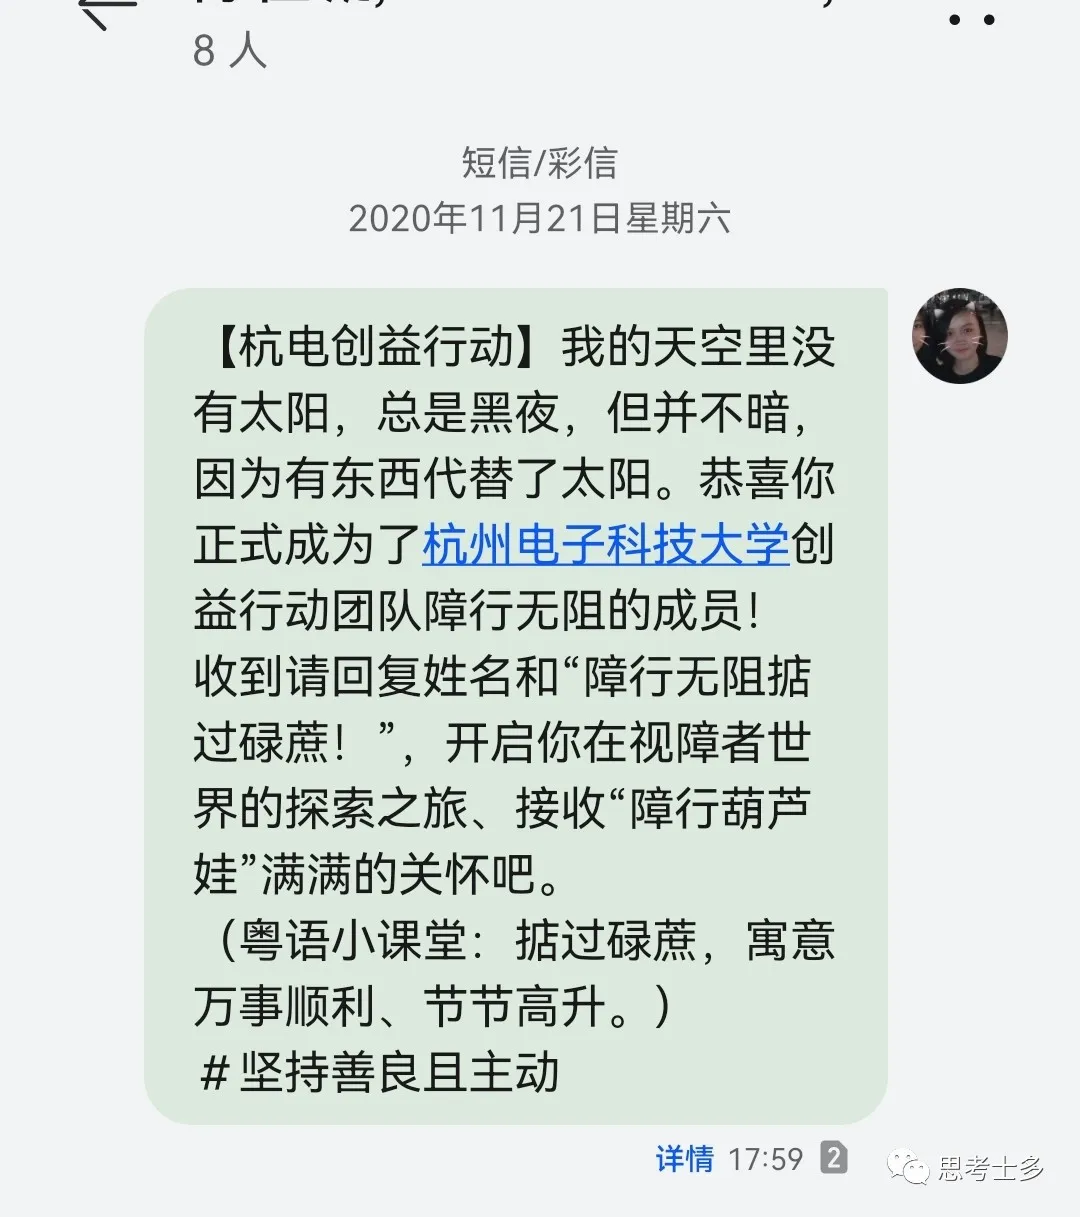 8 人
短信/彩信
2020年11月21日星期六
【杭电创益行动】我的天空里没
有太阳，总是黑夜，但并不暗，
因为有东西代替了太阳。恭喜你
正式成为了杭州电子科技大学创
益行动团队障行无阻的成员！
收到请回复姓名和“障行无阻掂
过碌蔗！”，开启你在视障者世
界的探索之旅、接收“障行葫芦
娃”满满的关怀吧。
（粤语小课堂：掂过碌蔗，寓意
万事顺利、节节高升。）
＃坚持善良且主动
详情 17:59 2
思考士多